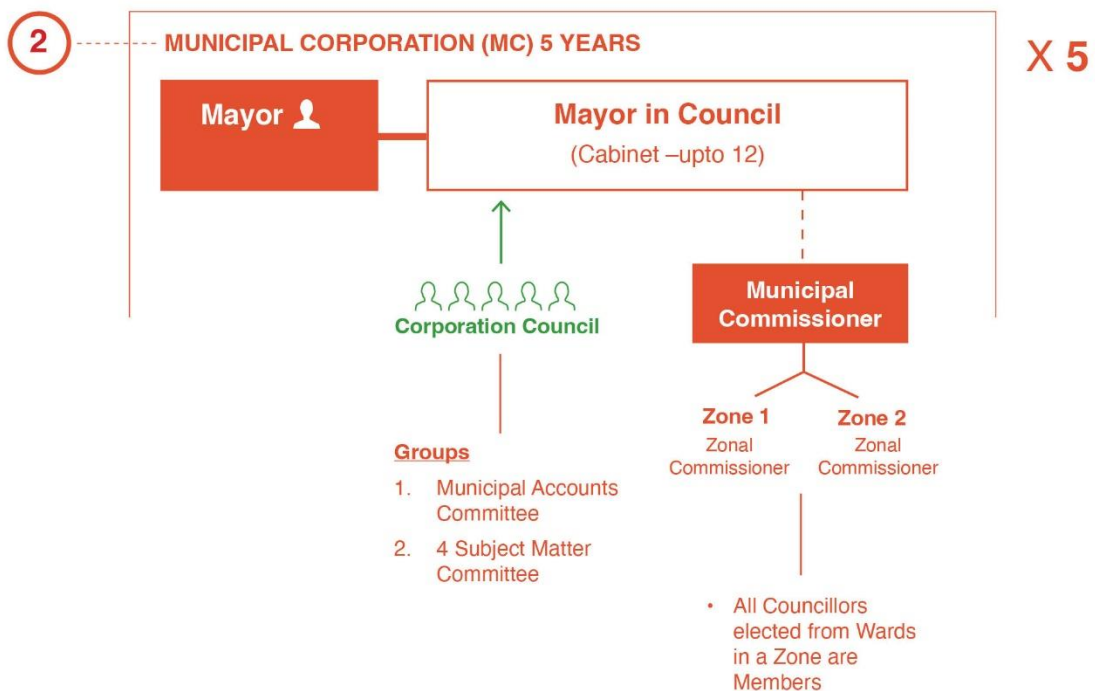 2
MUNICIPAL CORPORATION (MC) 5 YEARS
X 5
Mayor
Mayor in Council
(Cabinet –upto 12)
Corporation Council
Municipal
Commissioner
Groups
1. Municipal Accounts
Committee
2. 4 Subject Matter
Committee
Zone 1
Zonal
Commissioner
Zone 2
Zonal
Commissioner
• All Councillors
elected from Wards
in a Zone are
Members